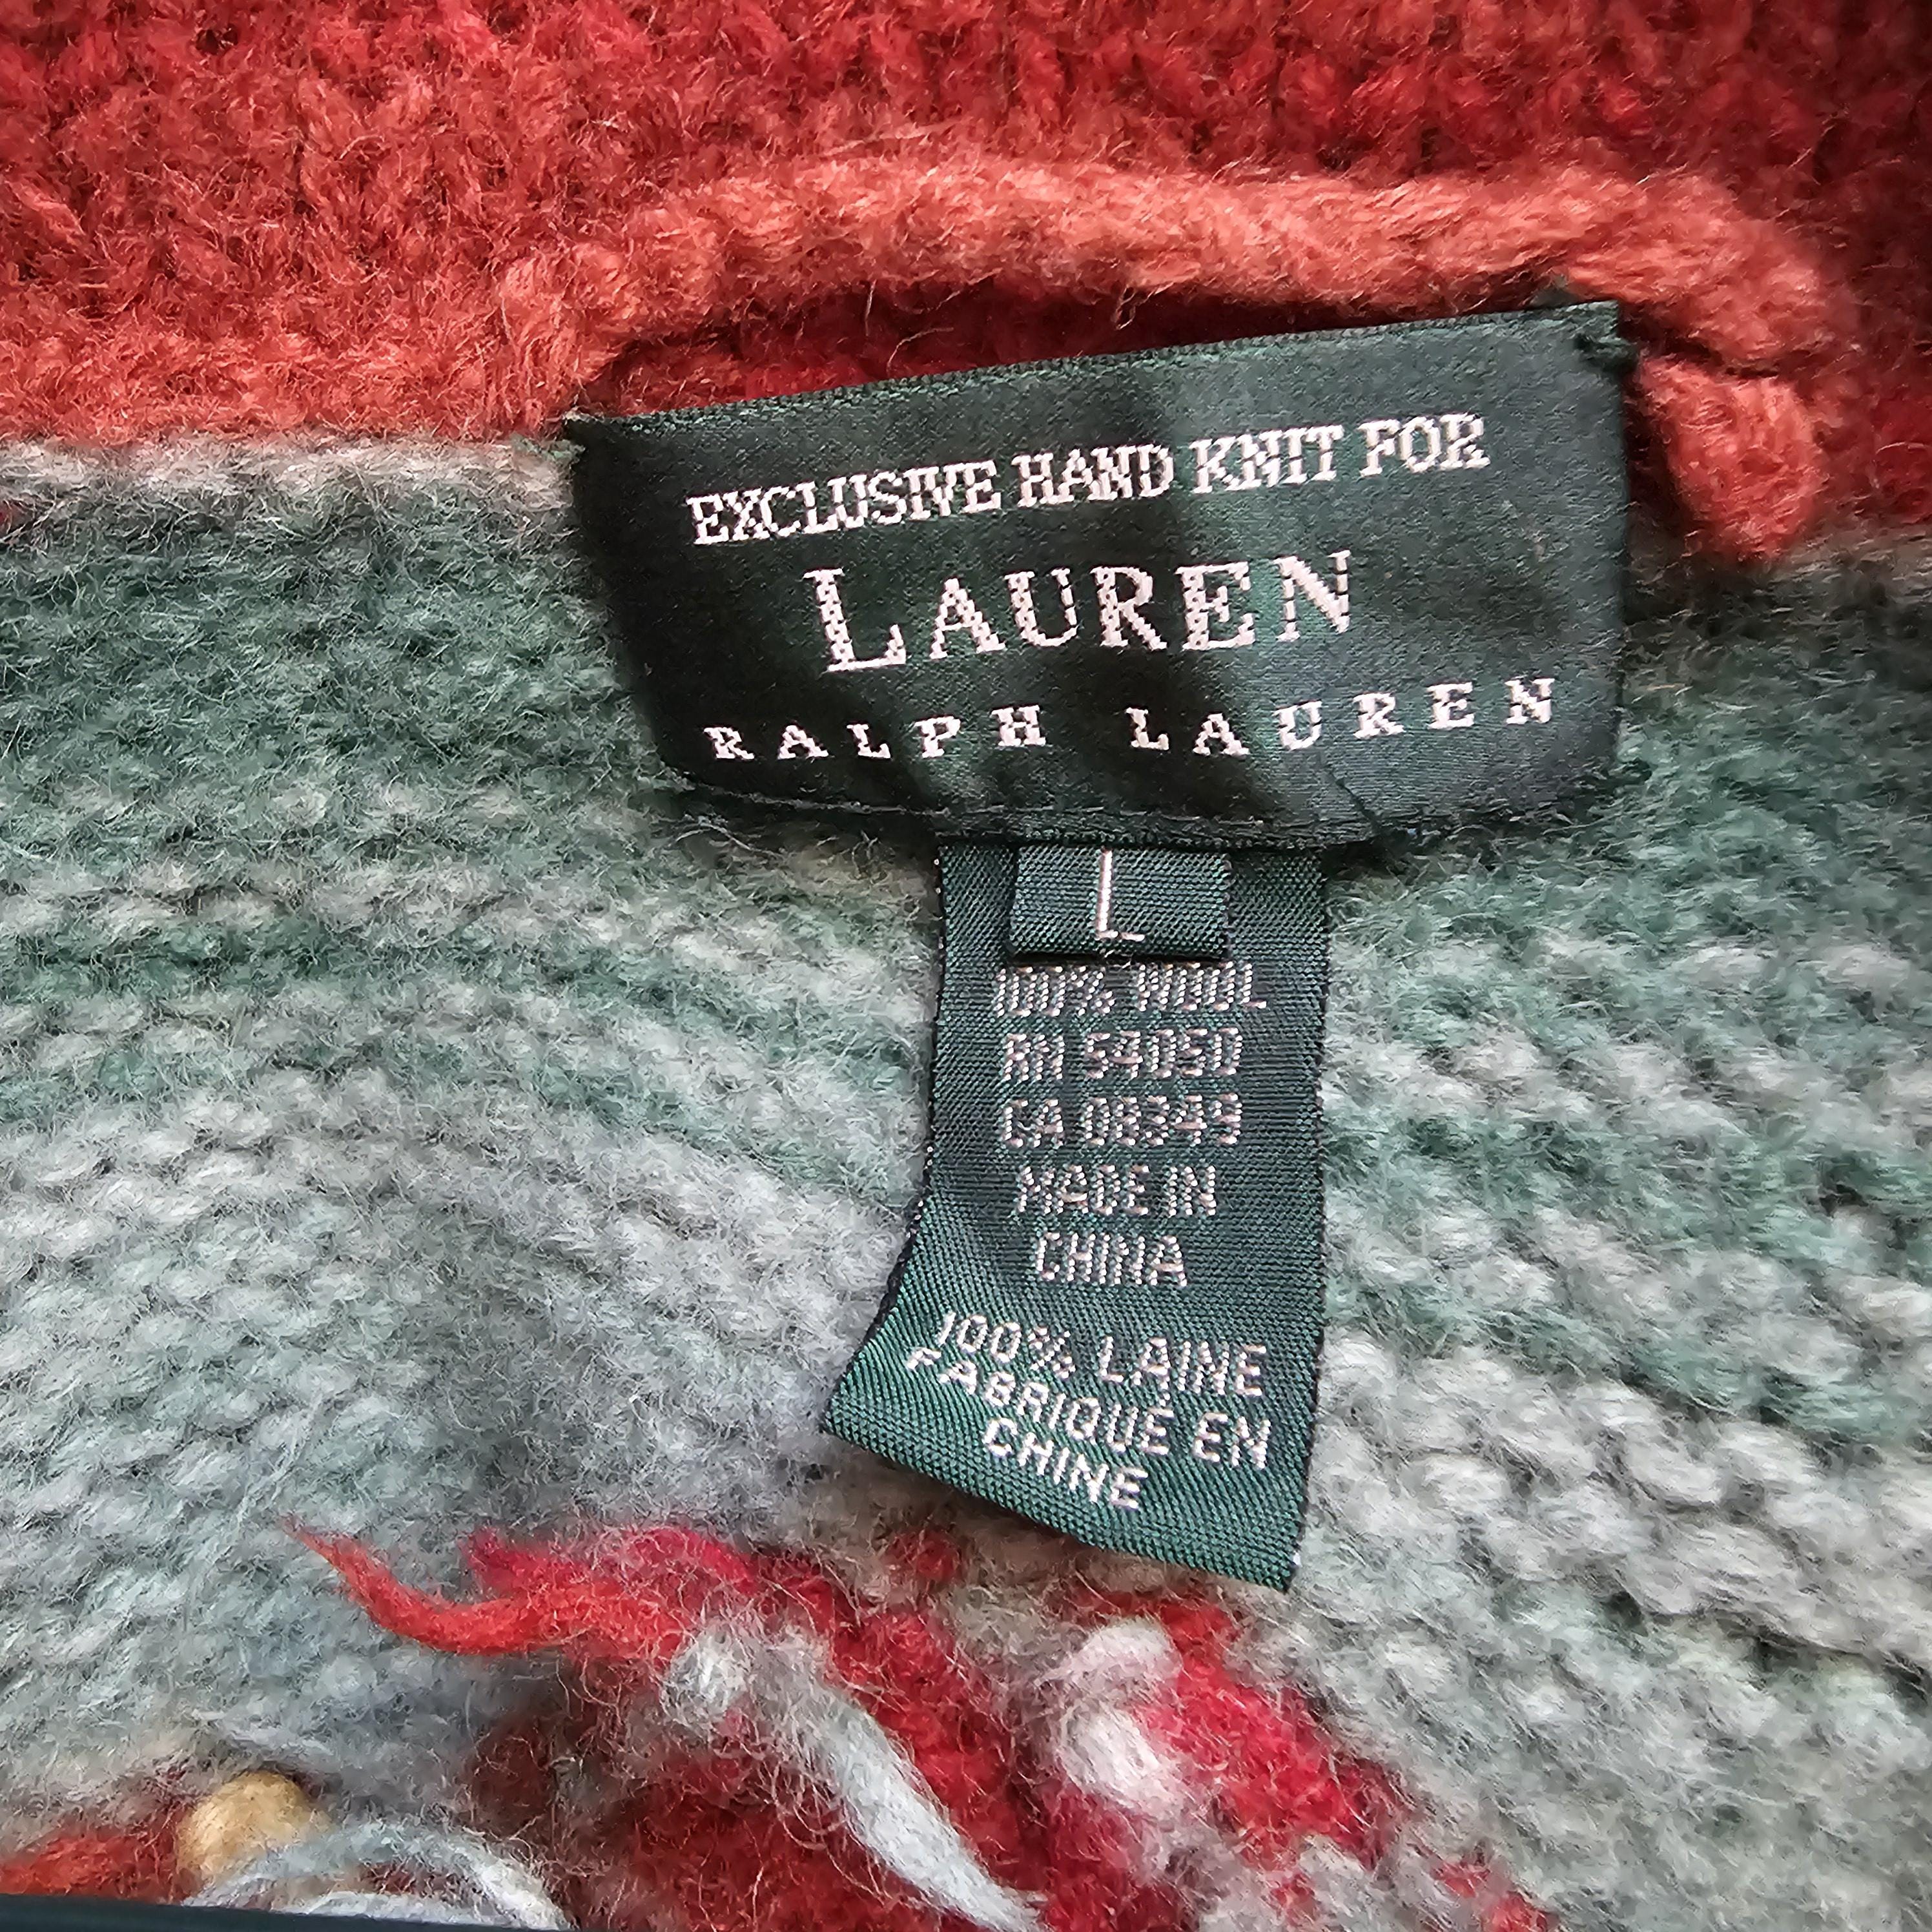 EXCLUSIVE HAND KNIT FOR
LAUREN
RALPH LAUREN
L
100% WOOL
RN 54050
CA 08349
MADE IN
CHINA
100% LAINE
FABRIQUE EN
CHINE